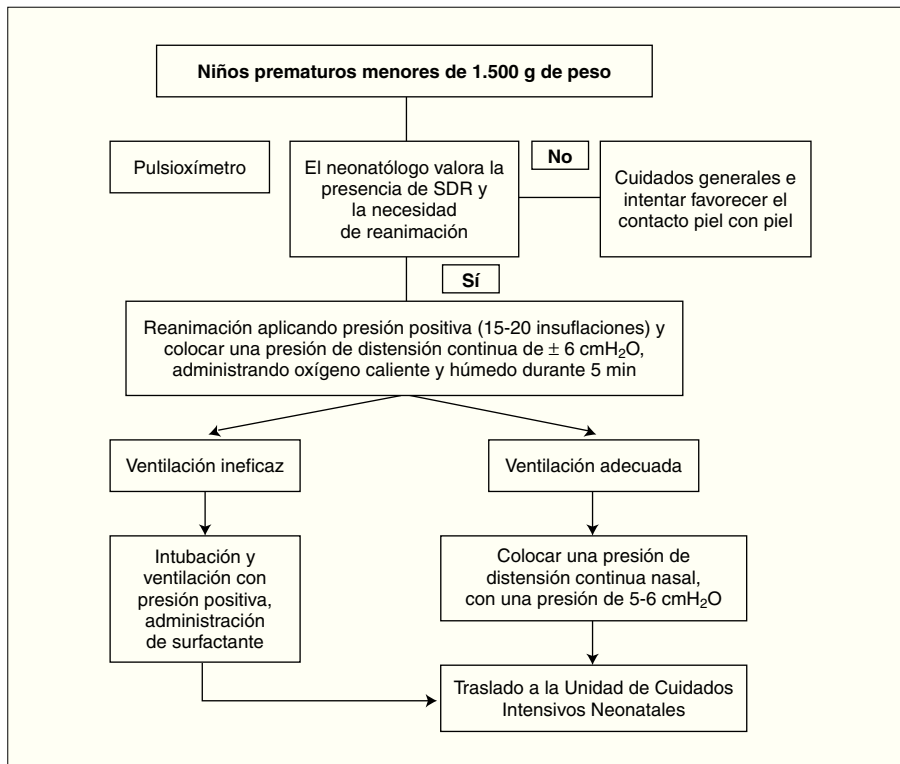 Niños prematuros menores de 1.500 g de peso
Pulsioxímetro
El neonatólogo valora la
presencia de SDR y
la necesidad
de reanimación
No
Cuidados generales e
intentar favorecer el
contacto piel con piel
Sí
Reanimación aplicando presión positiva (15-20 insuflaciones) y
colocar una presión de distensión continua de ± 6 cmH₂O,
administrando oxígeno caliente y húmedo durante 5 min
Ventilación ineficaz
Ventilación adecuada
Intubación y
ventilación con
presión positiva,
administración
de surfactante
Colocar una presión de
distensión continua nasal,
con una presión de 5-6 cmH₂O
Traslado a la Unidad de Cuidados
Intensivos Neonatales